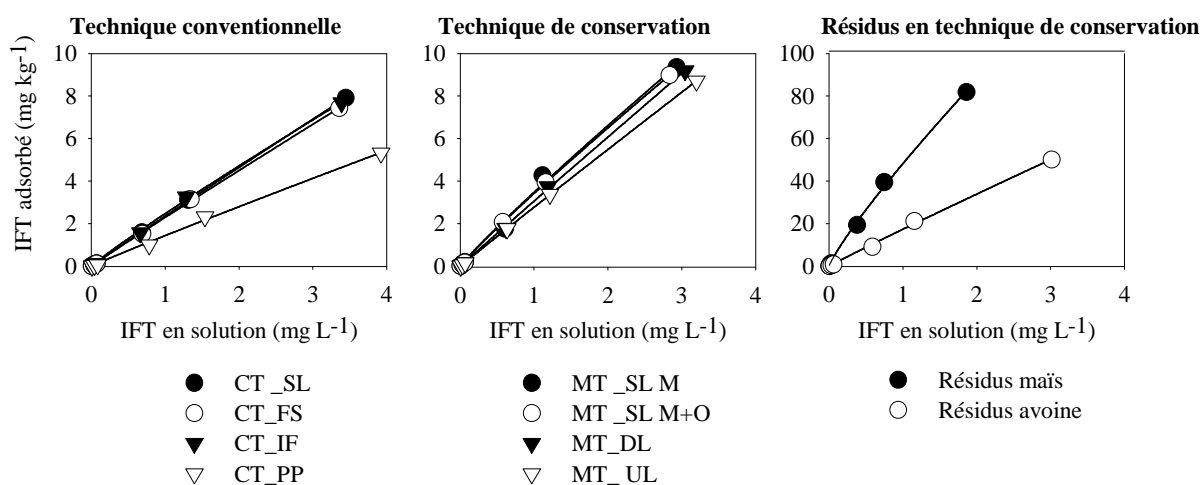 Technique conventionnelle
Technique de conservation
Résidus en technique de conservation
IFT adsorbé (mg kg-1)
10
8
6
4
2
0
0 1 2 3 4
IFT en solution (mg L-1)
10
8
6
4
2
0
0 1 2 3 4
IFT en solution (mg L-1)
100
80
60
40
20
0
0 1 2 3 4
IFT en solution (mg L-1)
CT _SL
CT_FS
CT_IF
CT_PP
MT _SL M
MT _SL M+O
MT_DL
MT_ UL
Résidus maïs
Résidus avoine